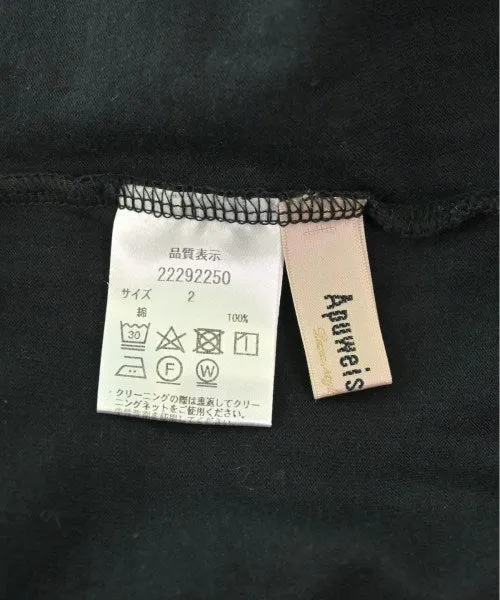 品質表示
22292250
サイズ 2
綿 100%
30
F W
・クリーニングの際は裏返してクリー
ニングネットをご使用ください。
Apuweis